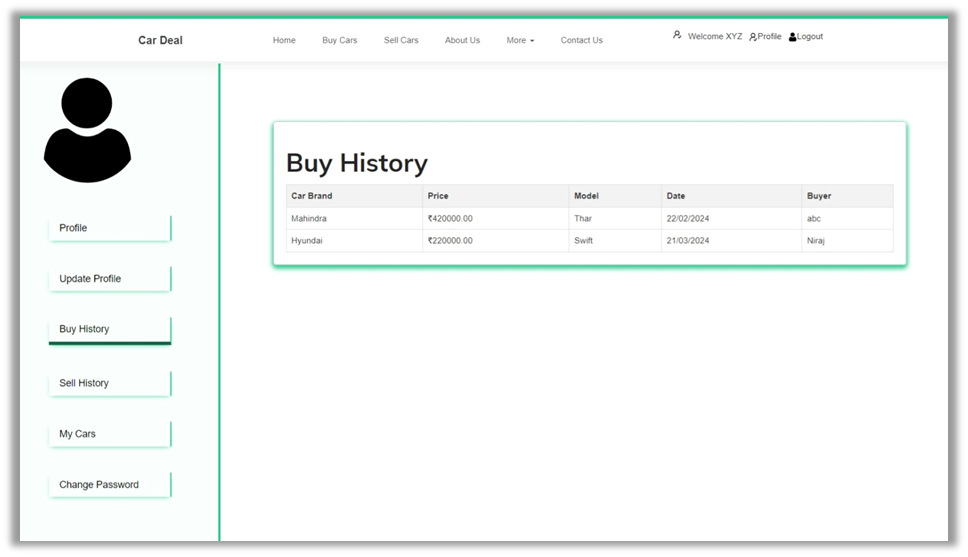 Car Deal Home Buy Cars Sell Cars About Us More Contact Us Welcome XYZ Profile Logout
Profile
Update Profile
Buy History
Sell History
My Cars
Change Password
Buy History
Car Brand Price Model Date Buyer
Mahindra ₹420000.00 Thar 22/02/2024 abc
Hyundai ₹220000.00 Swift 21/03/2024 Niraj